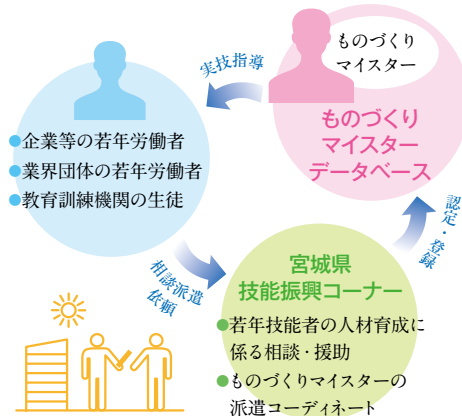 ものづくり
マイスター
実技指導
ものづくり
マイスター
データベース
●企業等の若年労働者
●業界団体の若年労働者
●教育訓練機関の生徒
認定・登録
相談派遣
依頼
宮城県
技能振興コーナー
●若年技能者の人材育成に
係る相談・援助
●ものづくりマイスターの
派遣コーディネート